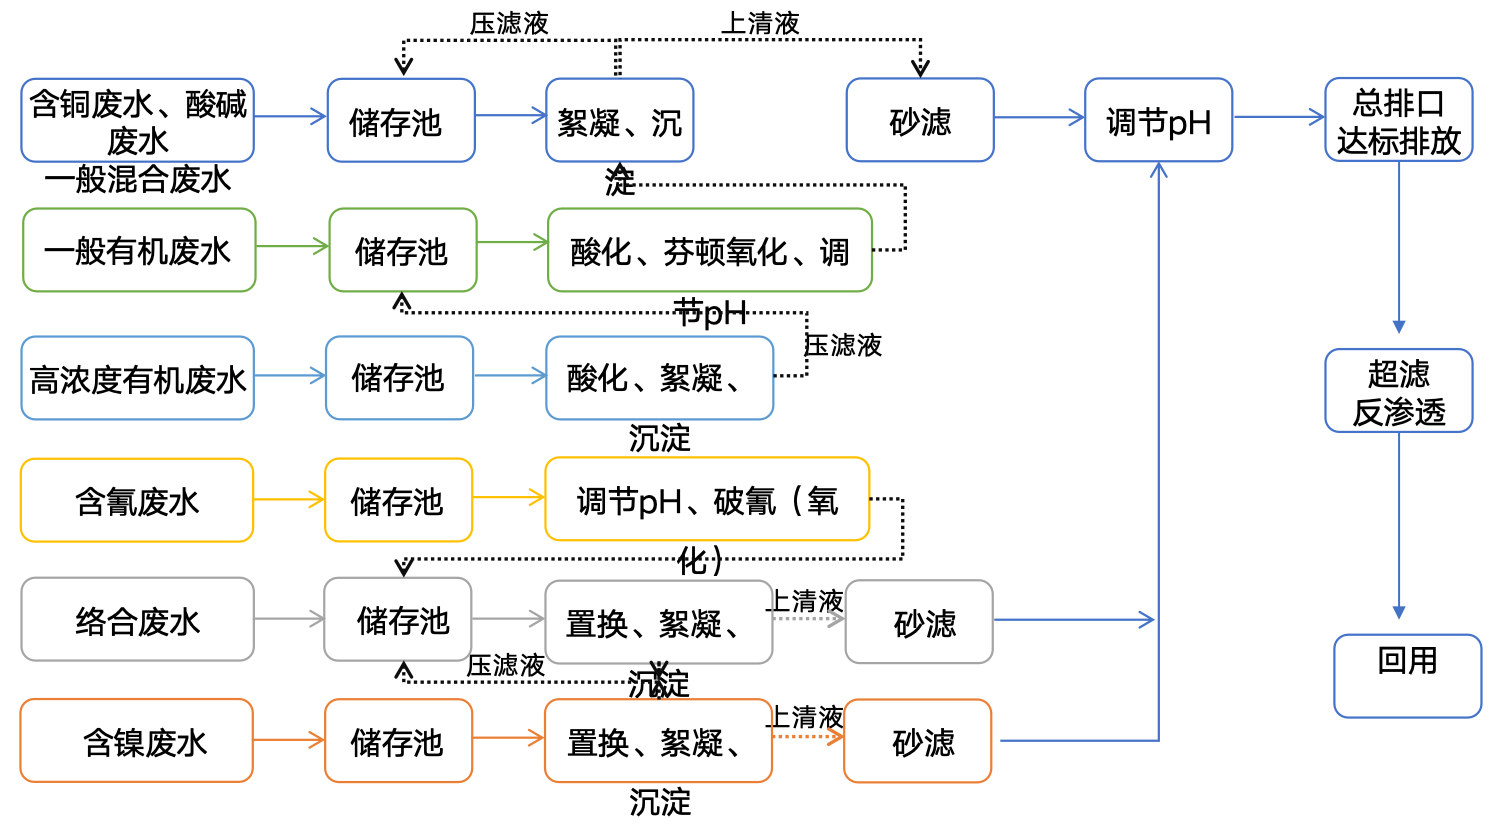 压滤液
上清液
含铜废水、酸碱
废水
一般混合废水
储存池
絮凝、沉
淀
砂滤
调节pH
总排口
达标排放
一般有机废水
储存池
酸化、芬顿氧化、调
节pH
压滤液
高浓度有机废水
储存池
酸化、絮凝、
沉淀
超滤
反渗透
含氰废水
储存池
调节pH、破氰（氧
化）
络合废水
储存池
置换、絮凝、
沉淀
上清液
砂滤
压滤液
回用
含镍废水
储存池
置换、絮凝、
沉淀
上清液
砂滤